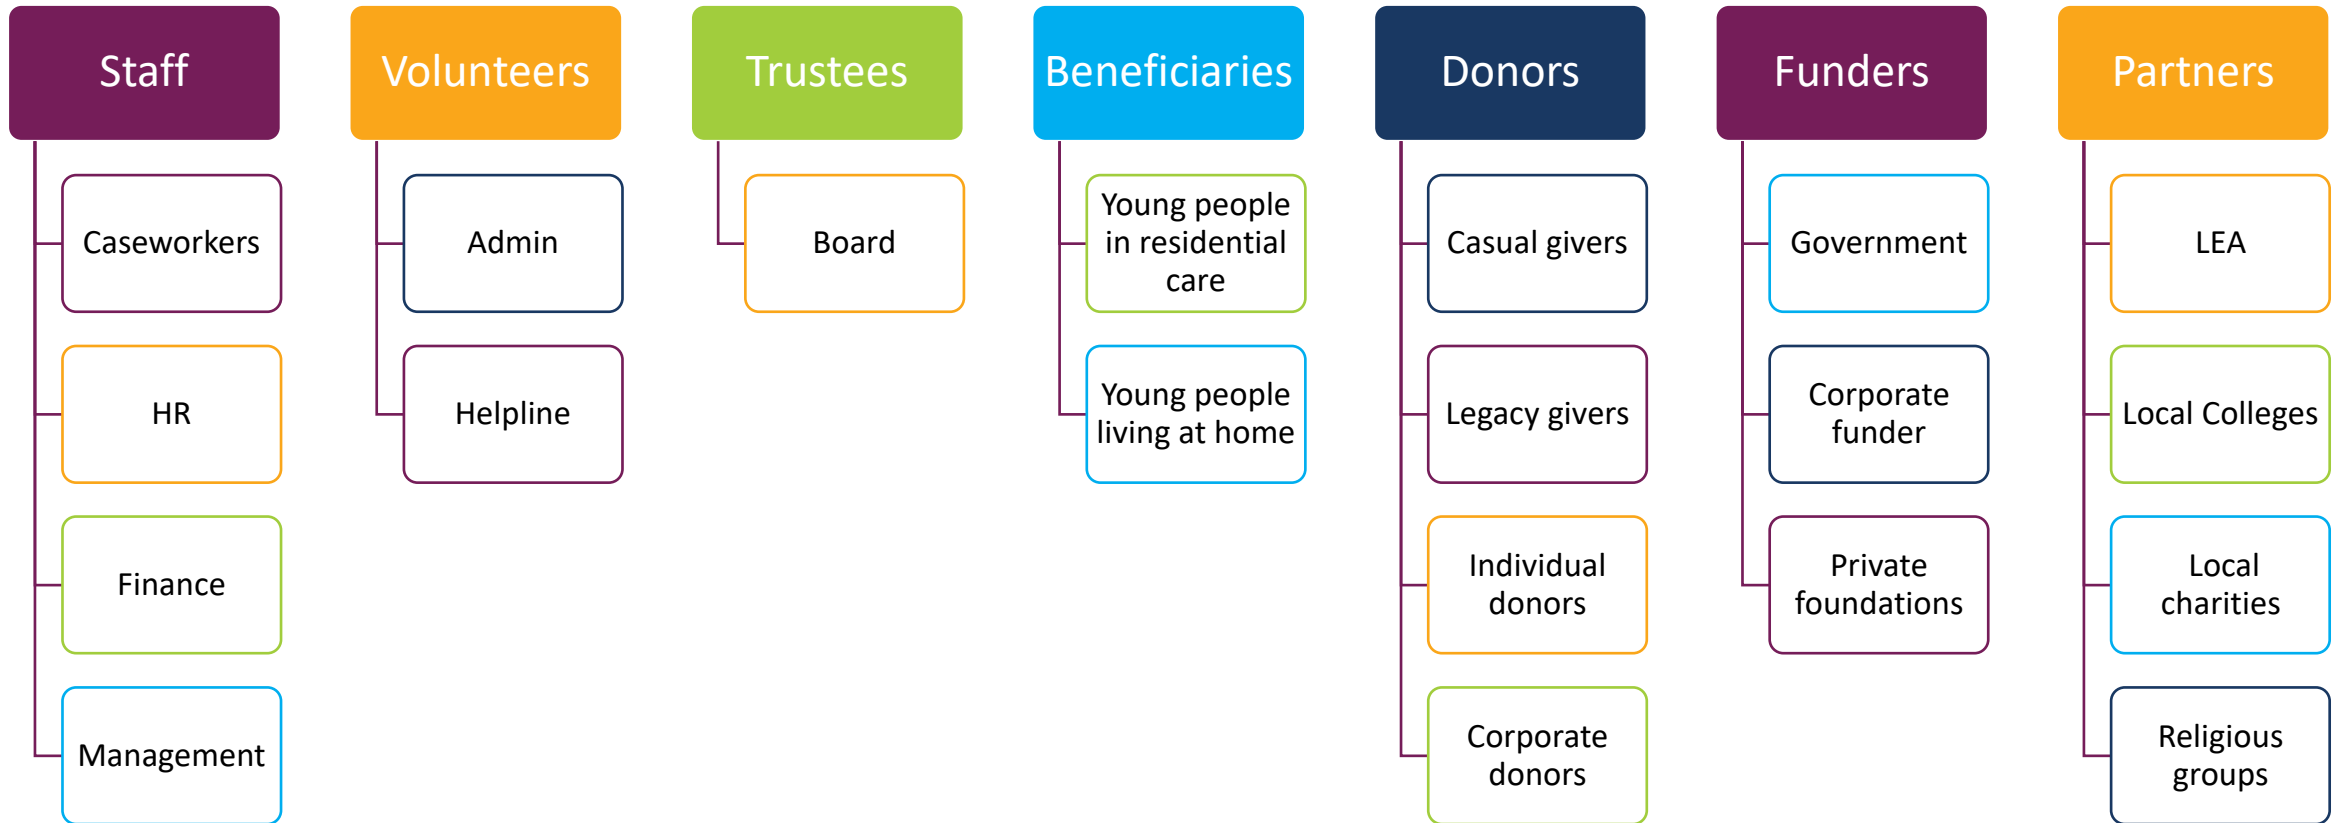 Staff
Caseworkers
HR
Finance
Management
Volunteers
Admin
Helpline
Trustees
Board
Beneficiaries
Young people
in residential
care
Young people
living at home
Donors
Casual givers
Legacy givers
Individual
donors
Corporate
donors
Funders
Government
Corporate
funder
Private
foundations
Partners
LEA
Local Colleges
Local
charities
Religious
groups